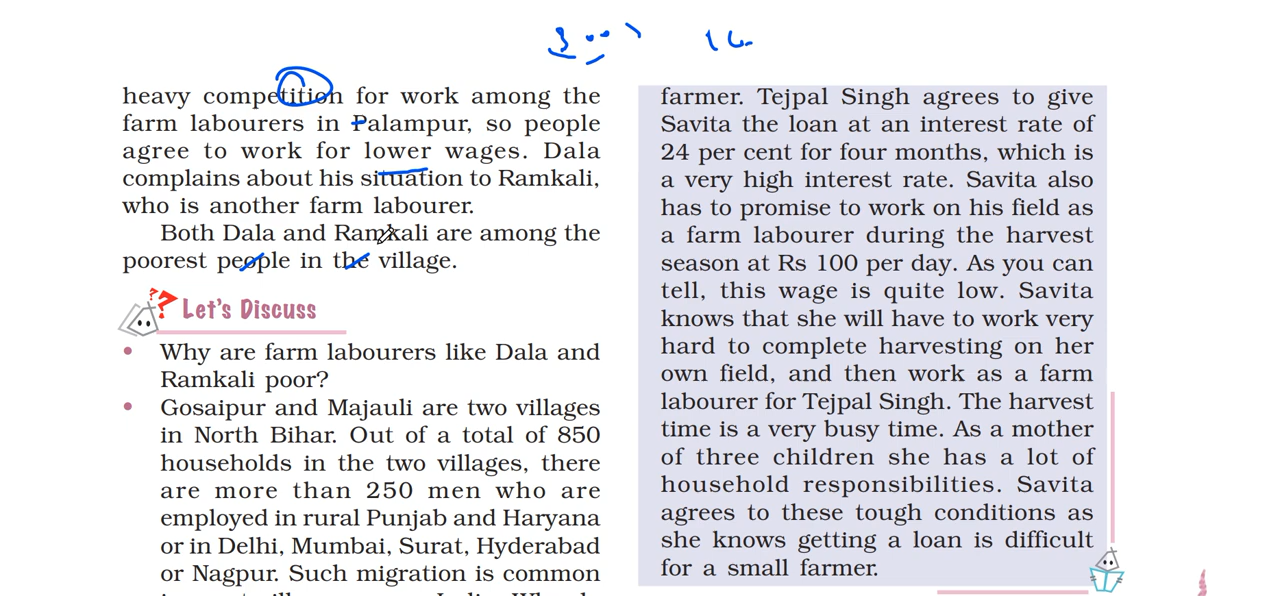 heavy competition for work among the
farm labourers in Palampur, so people
agree to work for lower wages. Dala
complains about his situation to Ramkali,
who is another farm labourer.
Both Dala and Ramkali are among the
poorest people in the village.
Let's Discuss
• Why are farm labourers like Dala and
Ramkali poor?
• Gosaipur and Majauli are two villages
in North Bihar. Out of a total of 850
households in the two villages, there
are more than 250 men who are
employed in rural Punjab and Haryana
or in Delhi, Mumbai, Surat, Hyderabad
or Nagpur. Such migration is common
farmer. Tejpal Singh agrees to give
Savita the loan at an interest rate of
24 per cent for four months, which is
a very high interest rate. Savita also
has to promise to work on his field as
a farm labourer during the harvest
season at Rs 100 per day. As you can
tell, this wage is quite low. Savita
knows that she will have to work very
hard to complete harvesting on her
own field, and then work as a farm
labourer for Tejpal Singh. The harvest
time is a very busy time. As a mother
of three children she has a lot of
household responsibilities. Savita
agrees to these tough conditions as
she knows getting a loan is difficult
for a small farmer.